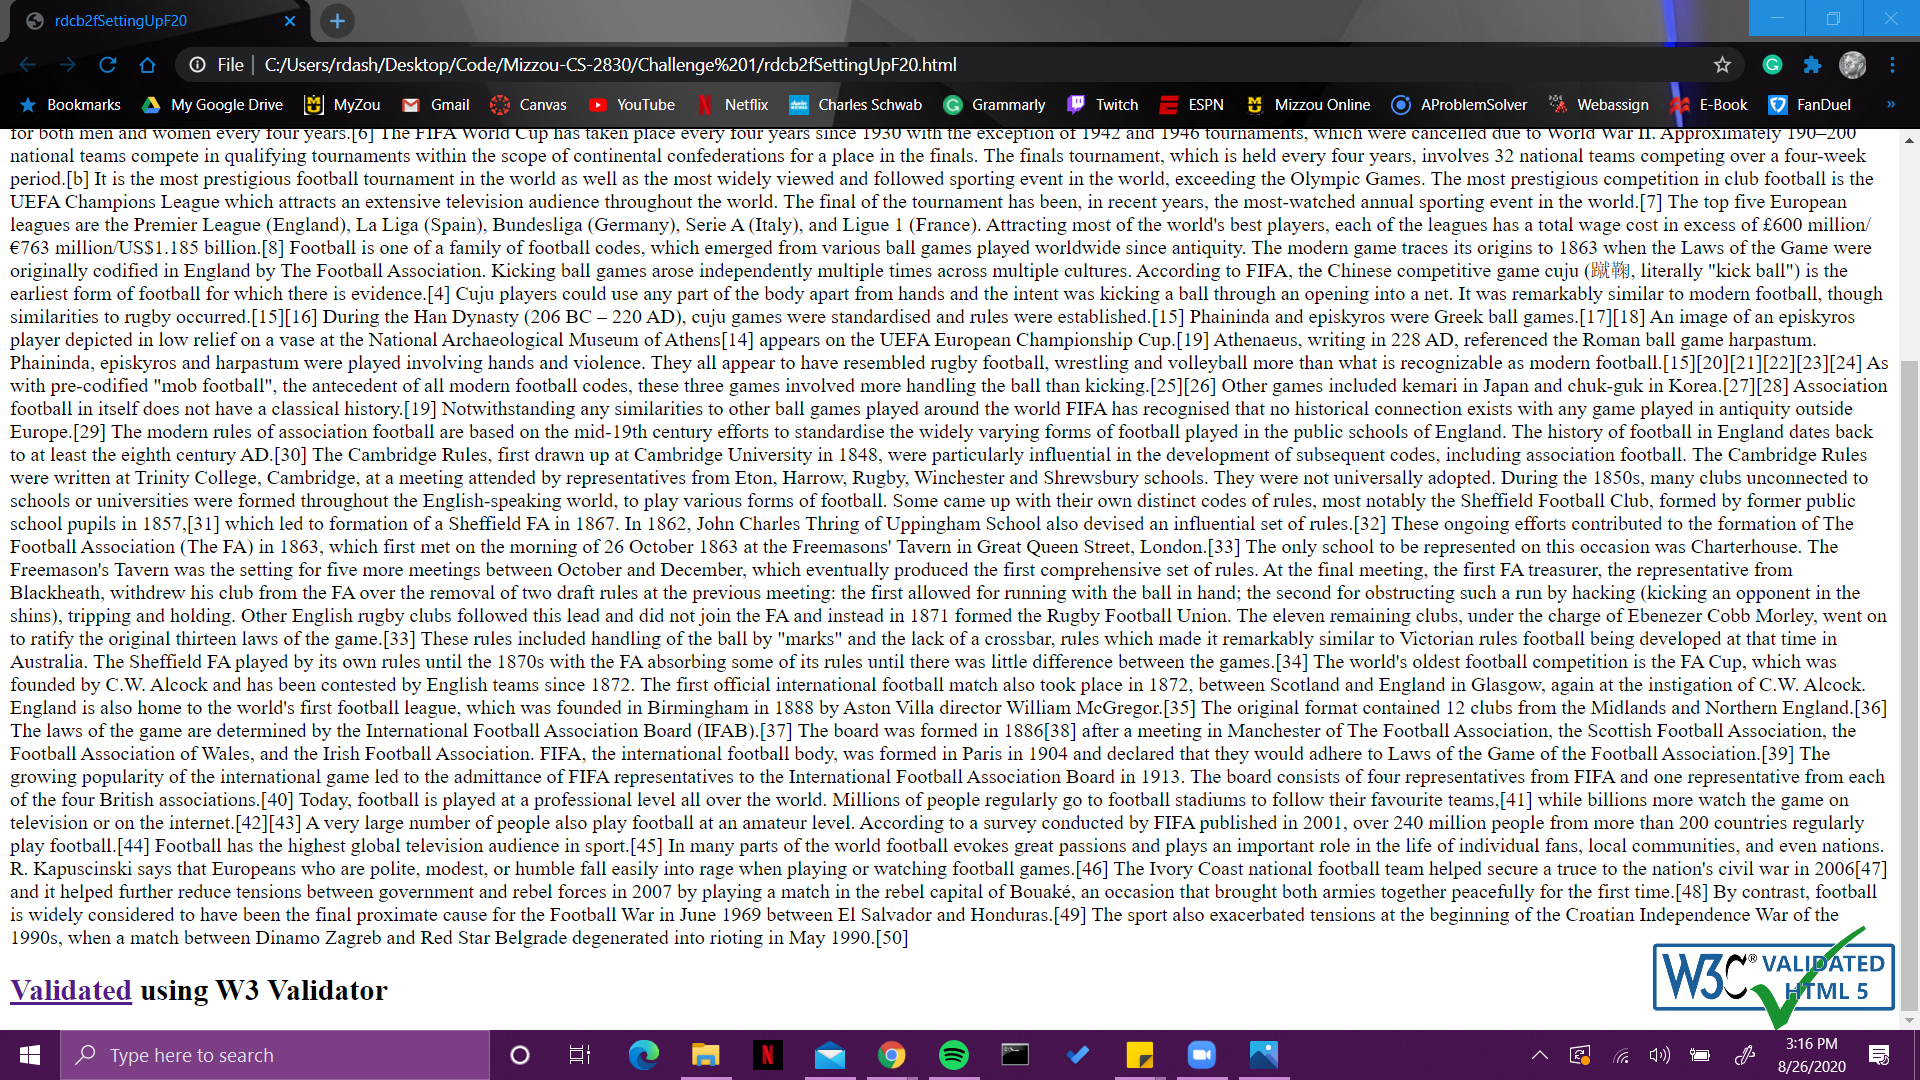 rdcb2fSettingUpF20
File | C:/Users/rdash/Desktop/Code/Mizzou-CS-2830/Challenge%201/rdcb2fSettingUpF20.html
Bookmarks My Google Drive MyZou Gmail Canvas YouTube Netflix Charles Schwab Grammarly Twitch ESPN Mizzou Online AProblemSolver Webassign E-Book FanDuel »
for both men and women every four years.[6] The FIFA World Cup has taken place every four years since 1930 with the exception of 1942 and 1946 tournaments, which were cancelled due to World War II. Approximately 190–200
national teams compete in qualifying tournaments within the scope of continental confederations for a place in the finals. The finals tournament, which is held every four years, involves 32 national teams competing over a four-week
period.[b] It is the most prestigious football tournament in the world as well as the most widely viewed and followed sporting event in the world, exceeding the Olympic Games. The most prestigious competition in club football is the
UEFA Champions League which attracts an extensive television audience throughout the world. The final of the tournament has been, in recent years, the most-watched annual sporting event in the world.[7] The top five European
leagues are the Premier League (England), La Liga (Spain), Bundesliga (Germany), Serie A (Italy), and Ligue 1 (France). Attracting most of the world's best players, each of the leagues has a total wage cost in excess of £600 million/
€763 million/US$1.185 billion.[8] Football is one of a family of football codes, which emerged from various ball games played worldwide since antiquity. The modern game traces its origins to 1863 when the Laws of the Game were
originally codified in England by The Football Association. Kicking ball games arose independently multiple times across multiple cultures. According to FIFA, the Chinese competitive game cuju (蹴鞠, literally "kick ball") is the
earliest form of football for which there is evidence.[4] Cuju players could use any part of the body apart from hands and the intent was kicking a ball through an opening into a net. It was remarkably similar to modern football, though
similarities to rugby occurred.[15][16] During the Han Dynasty (206 BC – 220 AD), cuju games were standardised and rules were established.[15] Phaininda and episkyros were Greek ball games.[17][18] An image of an episkyros
player depicted in low relief on a vase at the National Archaeological Museum of Athens[14] appears on the UEFA European Championship Cup.[19] Athenaeus, writing in 228 AD, referenced the Roman ball game harpastum.
Phaininda, episkyros and harpastum were played involving hands and violence. They all appear to have resembled rugby football, wrestling and volleyball more than what is recognizable as modern football.[15][20][21][22][23][24] As
with pre-codified "mob football", the antecedent of all modern football codes, these three games involved more handling the ball than kicking.[25][26] Other games included kemari in Japan and chuk-guk in Korea.[27][28] Association
football in itself does not have a classical history.[19] Notwithstanding any similarities to other ball games played around the world FIFA has recognised that no historical connection exists with any game played in antiquity outside
Europe.[29] The modern rules of association football are based on the mid-19th century efforts to standardise the widely varying forms of football played in the public schools of England. The history of football in England dates back
to at least the eighth century AD.[30] The Cambridge Rules, first drawn up at Cambridge University in 1848, were particularly influential in the development of subsequent codes, including association football. The Cambridge Rules
were written at Trinity College, Cambridge, at a meeting attended by representatives from Eton, Harrow, Rugby, Winchester and Shrewsbury schools. They were not universally adopted. During the 1850s, many clubs unconnected to
schools or universities were formed throughout the English-speaking world, to play various forms of football. Some came up with their own distinct codes of rules, most notably the Sheffield Football Club, formed by former public
school pupils in 1857,[31] which led to formation of a Sheffield FA in 1867. In 1862, John Charles Thring of Uppingham School also devised an influential set of rules.[32] These ongoing efforts contributed to the formation of The
Football Association (The FA) in 1863, which first met on the morning of 26 October 1863 at the Freemasons' Tavern in Great Queen Street, London.[33] The only school to be represented on this occasion was Charterhouse. The
Freemason's Tavern was the setting for five more meetings between October and December, which eventually produced the first comprehensive set of rules. At the final meeting, the first FA treasurer, the representative from
Blackheath, withdrew his club from the FA over the removal of two draft rules at the previous meeting: the first allowed for running with the ball in hand; the second for obstructing such a run by hacking (kicking an opponent in the
shins), tripping and holding. Other English rugby clubs followed this lead and did not join the FA and instead in 1871 formed the Rugby Football Union. The eleven remaining clubs, under the charge of Ebenezer Cobb Morley, went on
to ratify the original thirteen laws of the game.[33] These rules included handling of the ball by "marks" and the lack of a crossbar, rules which made it remarkably similar to Victorian rules football being developed at that time in
Australia. The Sheffield FA played by its own rules until the 1870s with the FA absorbing some of its rules until there was little difference between the games.[34] The world's oldest football competition is the FA Cup, which was
founded by C.W. Alcock and has been contested by English teams since 1872. The first official international football match also took place in 1872, between Scotland and England in Glasgow, again at the instigation of C.W. Alcock.
England is also home to the world's first football league, which was founded in Birmingham in 1888 by Aston Villa director William McGregor.[35] The original format contained 12 clubs from the Midlands and Northern England.[36]
The laws of the game are determined by the International Football Association Board (IFAB).[37] The board was formed in 1886[38] after a meeting in Manchester of The Football Association, the Scottish Football Association, the
Football Association of Wales, and the Irish Football Association. FIFA, the international football body, was formed in Paris in 1904 and declared that they would adhere to Laws of the Game of the Football Association.[39] The
growing popularity of the international game led to the admittance of FIFA representatives to the International Football Association Board in 1913. The board consists of four representatives from FIFA and one representative from each
of the four British associations.[40] Today, football is played at a professional level all over the world. Millions of people regularly go to football stadiums to follow their favourite teams,[41] while billions more watch the game on
television or on the internet.[42][43] A very large number of people also play football at an amateur level. According to a survey conducted by FIFA published in 2001, over 240 million people from more than 200 countries regularly
play football.[44] Football has the highest global television audience in sport.[45] In many parts of the world football evokes great passions and plays an important role in the life of individual fans, local communities, and even nations.
R. Kapuscinski says that Europeans who are polite, modest, or humble fall easily into rage when playing or watching football games.[46] The Ivory Coast national football team helped secure a truce to the nation's civil war in 2006[47]
and it helped further reduce tensions between government and rebel forces in 2007 by playing a match in the rebel capital of Bouaké, an occasion that brought both armies together peacefully for the first time.[48] By contrast, football
is widely considered to have been the final proximate cause for the Football War in June 1969 between El Salvador and Honduras.[49] The sport also exacerbated tensions at the beginning of the Croatian Independence War of the
1990s, when a match between Dinamo Zagreb and Red Star Belgrade degenerated into rioting in May 1990.[50]
Validated using W3 Validator
W3C® VALIDATED
HTML 5
Type here to search
3:16 PM
8/26/2020